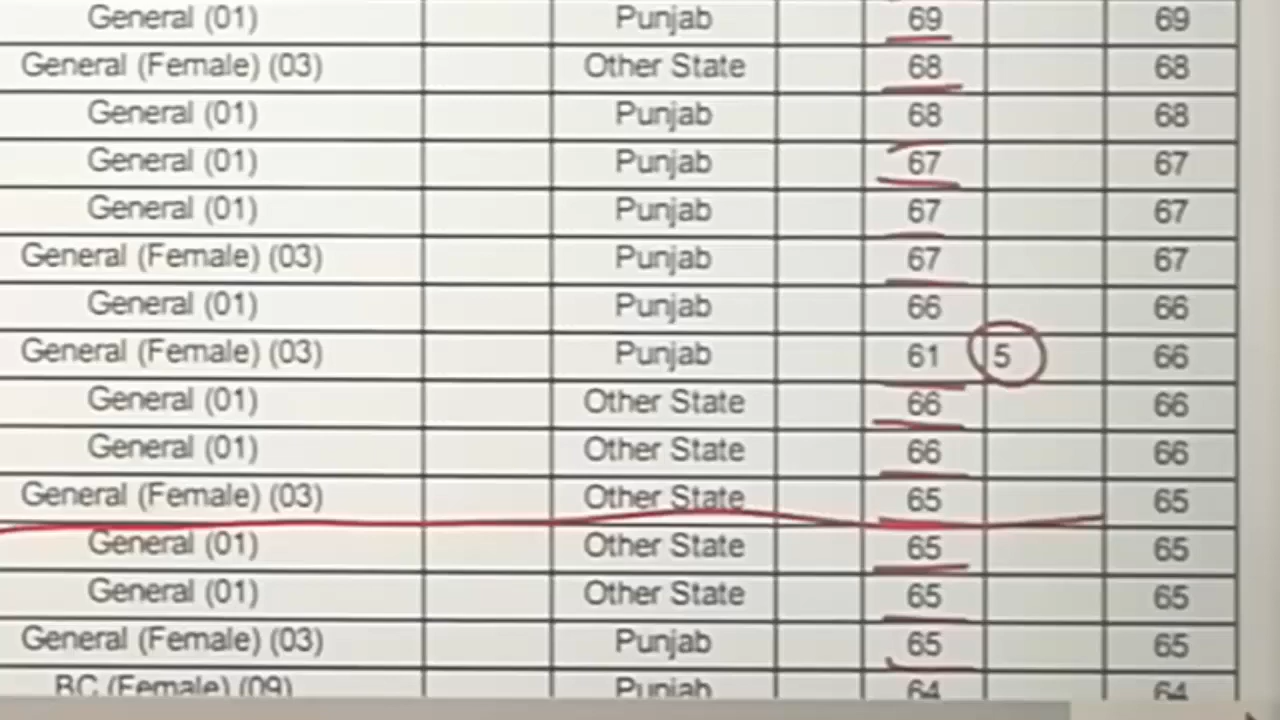 General (01) Punjab 69 69
General (Female) (03) Other State 68 68
General (01) Punjab 68 68
General (01) Punjab 67 67
General (01) Punjab 67 67
General (Female) (03) Punjab 67 67
General (01) Punjab 66 66
General (Female) (03) Punjab 61 5 66
General (01) Other State 66 66
General (01) Other State 66 66
General (Female) (03) Other State 65 65
General (01) Other State 65 65
General (01) Other State 65 65
General (Female) (03) Punjab 65 65
BC (Female) (09) Punjab 64 64